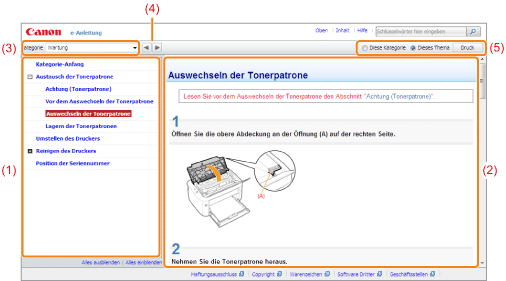 (4)
Canon e-Anleitung Oben Inhalt Hilfe Schlüsselwörter hier eingeben
(3) ategorie Wartung Diese Kategorie Dieses Thema Druck (5)
Kategorie-Anfang
Austausch der Tonerpatrone
Achtung (Tonerpatrone)
Vor dem Auswechseln der Tonerpatrone
Auswechseln der Tonerpatrone
Lagern der Tonerpatronen
Umstellen des Druckers
Reinigen des Druckers
Position der Seriennummer
(1)
Alles ausblenden Alles einblenden
Auswechseln der Tonerpatrone
Lesen Sie vor dem Auswechseln der Tonerpatrone den Abschnitt "Achtung (Tonerpatrone)".
1
Öffnen Sie die obere Abdeckung an der Öffnung (A) auf der rechten Seite.
(A)
(2)
2
Nehmen Sie die Tonerpatrone heraus.
Haftungsausschluss Copyright Warenzeichen Software Dritter Geschäftsstellen